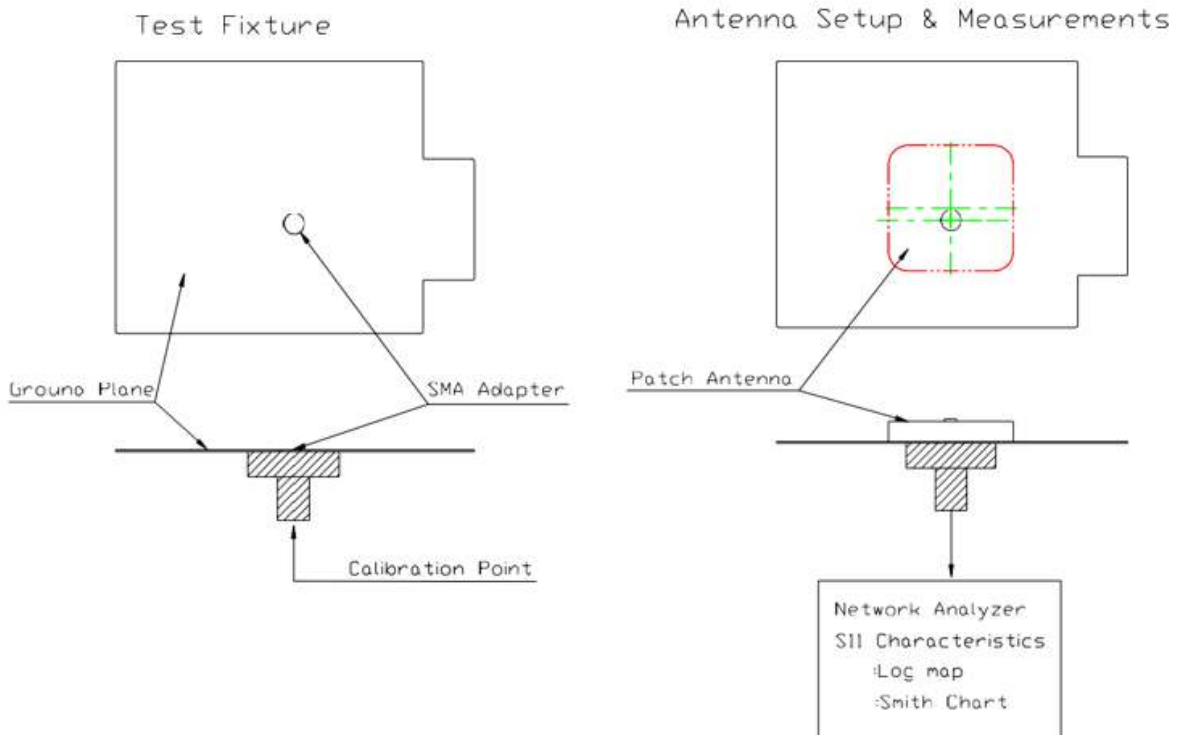 Test Fixture
Antenna Setup & Measurements
Ground Plane
SMA Adapter
Patch Antenna
Calibration Point
Network Analyzer
S11 Characteristics
:Log map
:Smith Chart